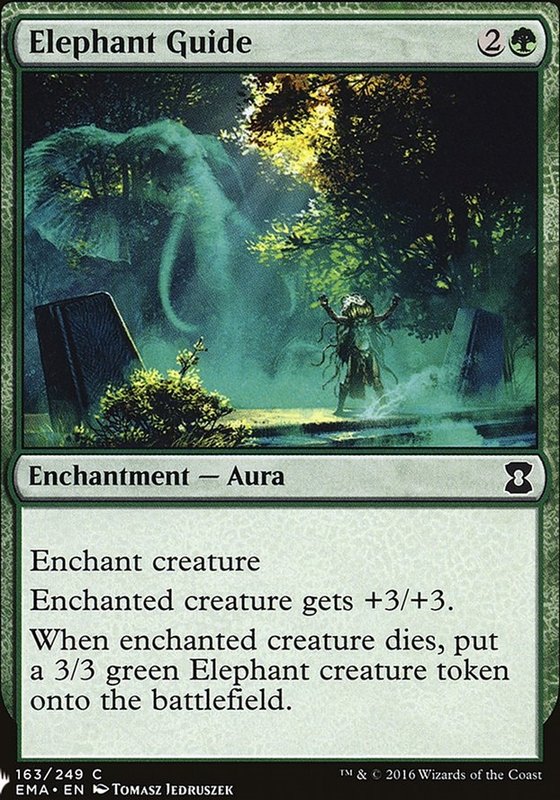 Elephant Guide 2
Enchantment — Aura
Enchant creature
Enchanted creature gets +3/+3.
When enchanted creature dies, put
a 3/3 green Elephant creature token
onto the battlefield.
163/249 C
™ & © 2016 Wizards of the Coast
EMA • EN Tomasz Jedruszek